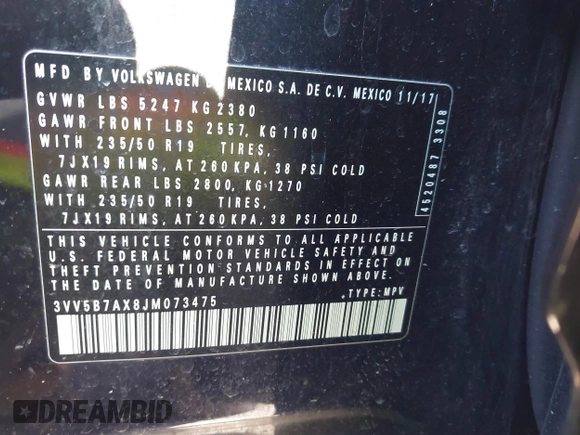 MFD BY VOLKSWAGEN MEXICO S.A. DE C.V. MEXICO 11/17
GVWR LBS 5247 KG 2380
GAWR FRONT LBS 2557, KG 1160
WITH 235/50 R19 TIRES,
7JX19 RIMS, AT 260 KPA, 38 PSI COLD
GAWR REAR LBS 2800, KG 1270
WITH 235/50 R19 TIRES,
7JX19 RIMS, AT 260 KPA, 38 PSI COLD
THIS VEHICLE CONFORMS TO ALL APPLICABLE
U.S. FEDERAL MOTOR VEHICLE SAFETY AND
THEFT PREVENTION STANDARDS IN EFFECT ON
THE DATE OF MANUFACTURE SHOWN ABOVE.
3VV5B7AX8JM073475 .TYPE: MPV
4520487 3308
DREAMBID